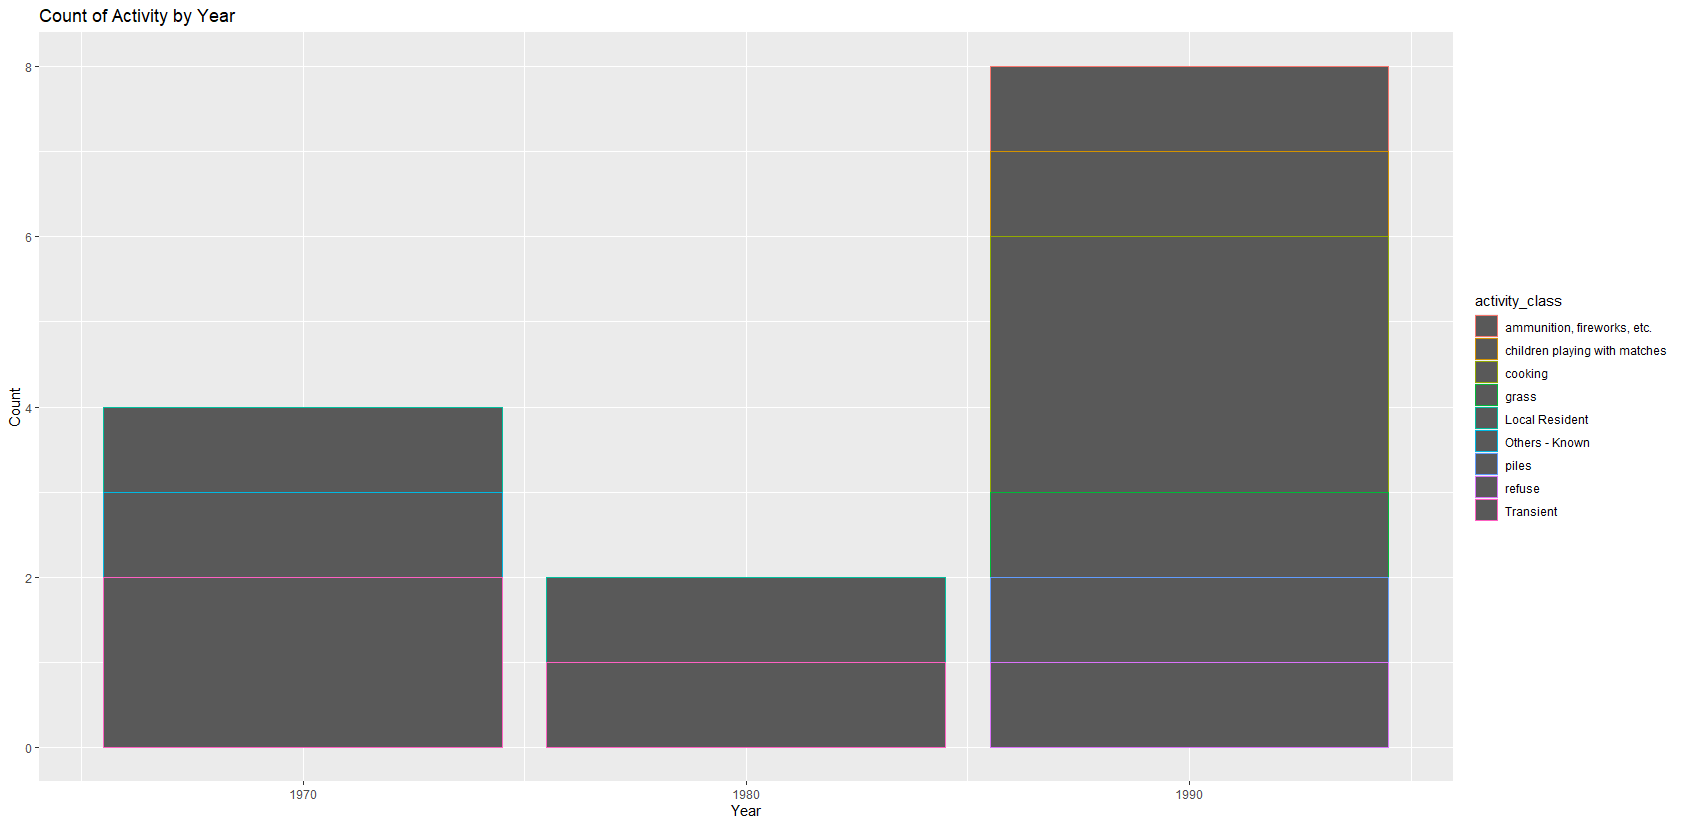 Count of Activity by Year
8
6
4
2
0
Count
1970
1980
1990
Year
activity_class
ammunition, fireworks, etc.
children playing with matches
cooking
grass
Local Resident
Others - Known
piles
refuse
Transient